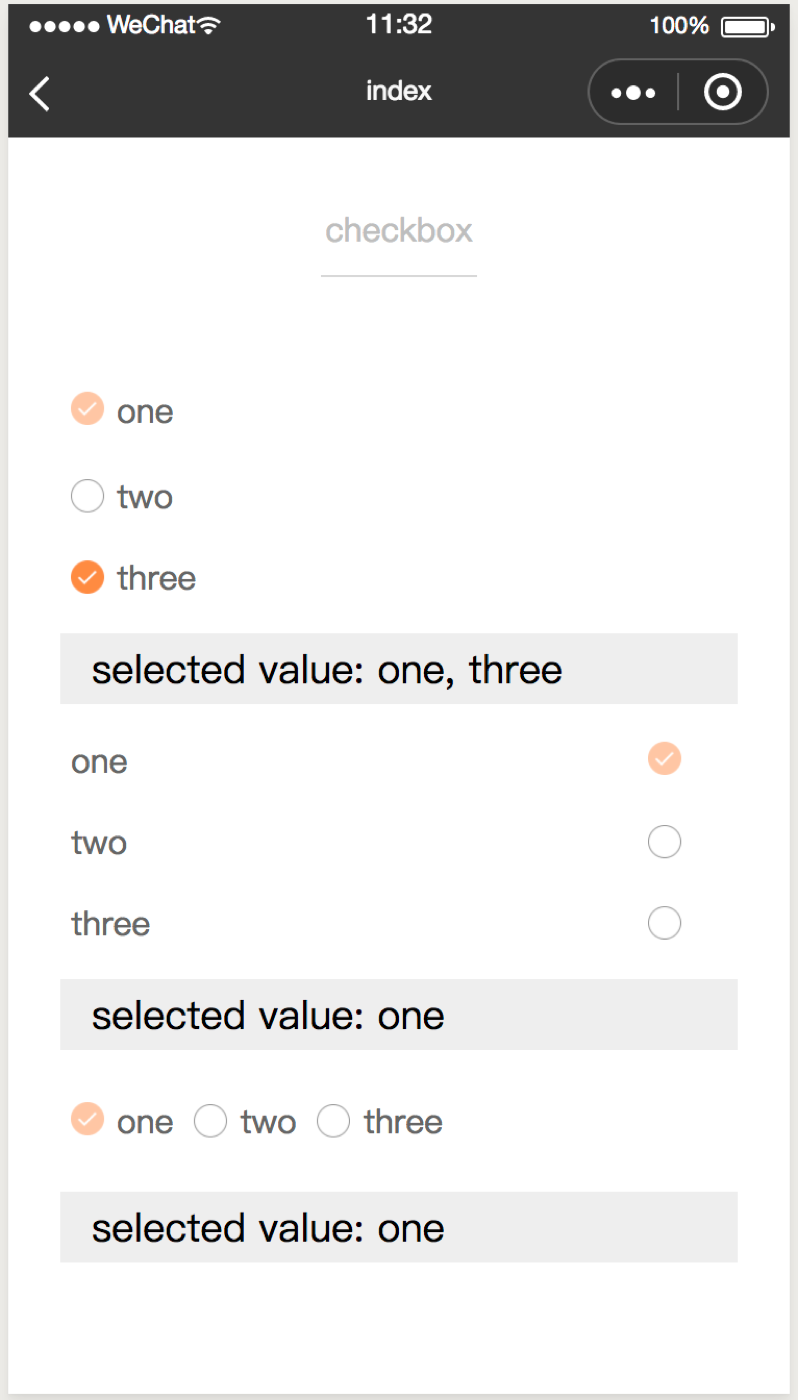 WeChat 11:32 100%
index
checkbox
one
two
three
selected value: one, three
one
two
three
selected value: one
one two three
selected value: one